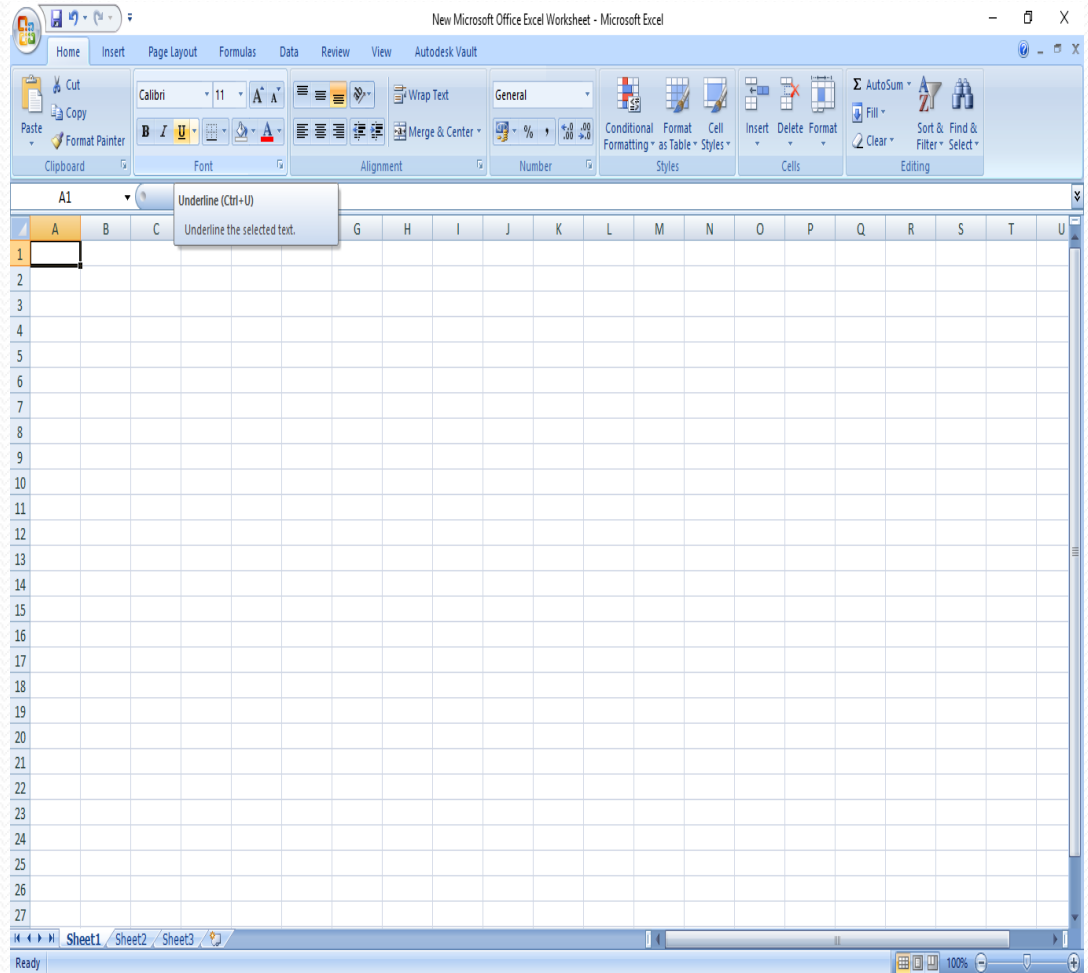 New Microsoft Office Excel Worksheet - Microsoft Excel
Home Insert Page Layout Formulas Data Review View Autodesk Vault
Cut
Copy
Format Painter
Paste
Clipboard
Calibri 11
B I U
Font
Wrap Text
Merge & Center
Alignment
General
% ,
Number
Conditional Formatting
Format as Table
Cell Styles
Styles
Insert Delete Format
Cells
Σ AutoSum
Fill
Clear
Sort & Filter
Find & Select
Editing
A1
Underline (Ctrl+U)
Underline the selected text.
A B C G H I J K L M N O P Q R S T U
1
2
3
4
5
6
7
8
9
10
11
12
13
14
15
16
17
18
19
20
21
22
23
24
25
26
27
Sheet1 Sheet2 Sheet3
Ready 100%